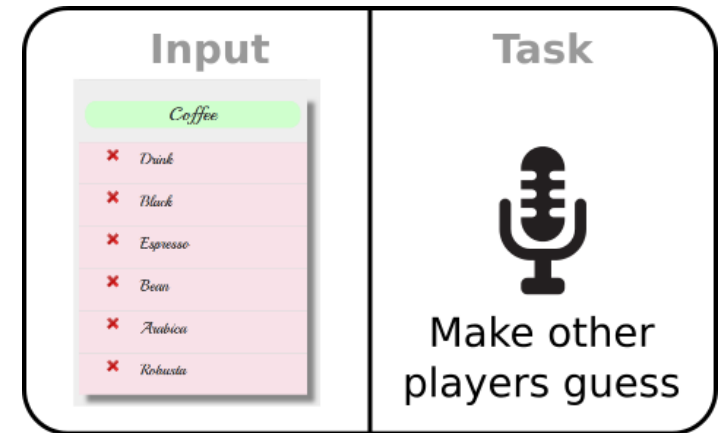 Input
Coffee
Drink
Black
Espresso
Bean
Arabica
Robusta
Task
Make other
players guess